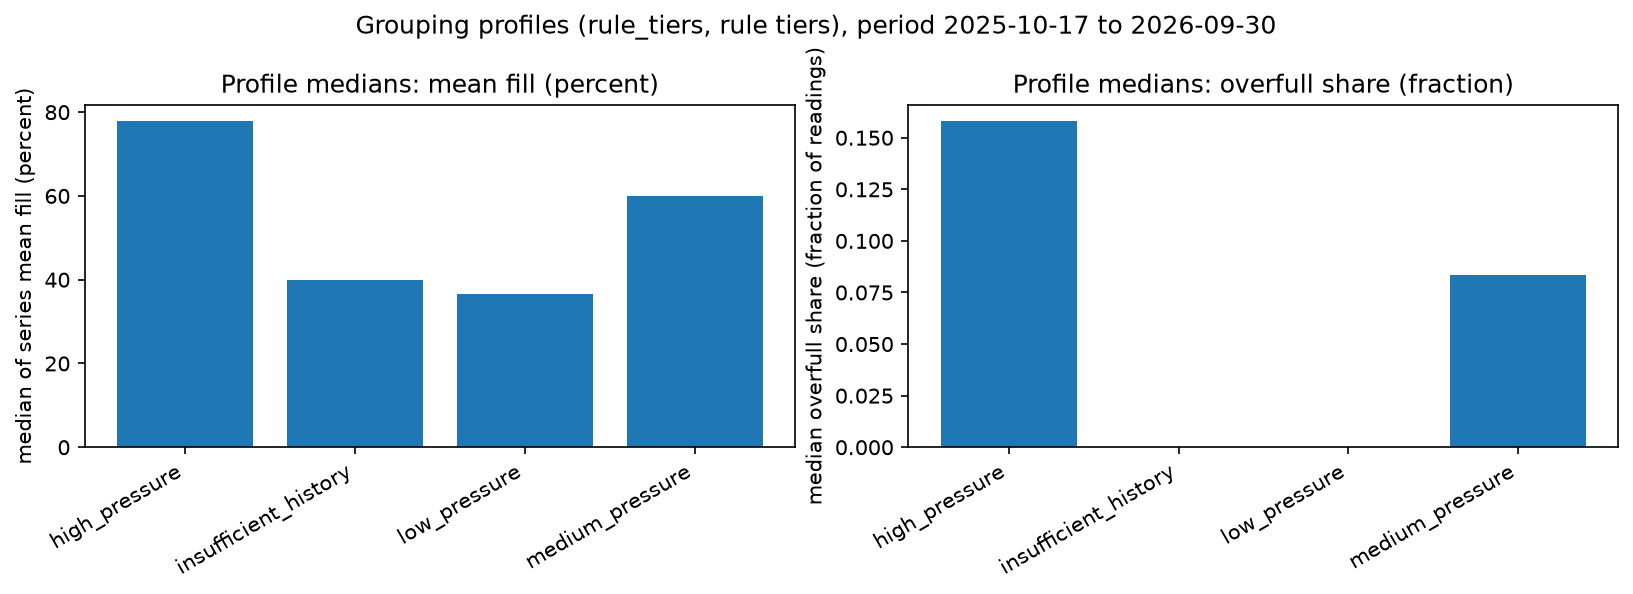 Grouping profiles (rule_tiers, rule tiers), period 2025-10-17 to 2026-09-30
Profile medians: mean fill (percent)
median of series mean fill (percent)
80
60
40
20
0
high_pressure
insufficient_history
low_pressure
medium_pressure
Profile medians: overfull share (fraction)
median overfull share (fraction of readings)
0.150
0.125
0.100
0.075
0.050
0.025
0.000
high_pressure
insufficient_history
low_pressure
medium_pressure